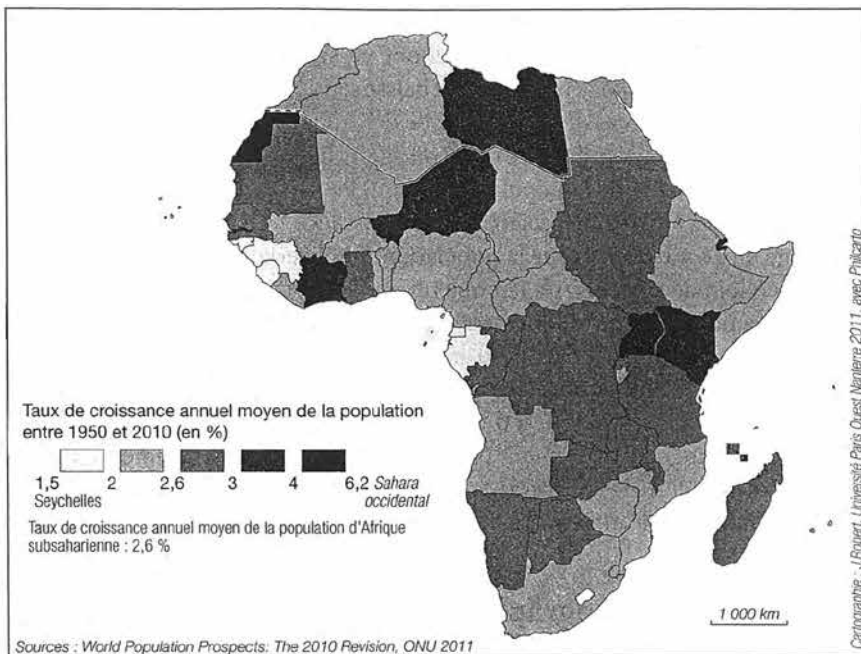 Taux de croissance annuel moyen de la population
entre 1950 et 2010 (en %)
1,5 2 2,6 3 4 6,2 Sahara
Seychelles occidental
Taux de croissance annuel moyen de la population d'Afrique
subsaharienne : 2,6 %
1 000 km
Sources : World Population Prospects: The 2010 Revision, ONU 2011
Cartographie : J Robert, Université Paris Ouest Nanterre 2011, avec Philcarto